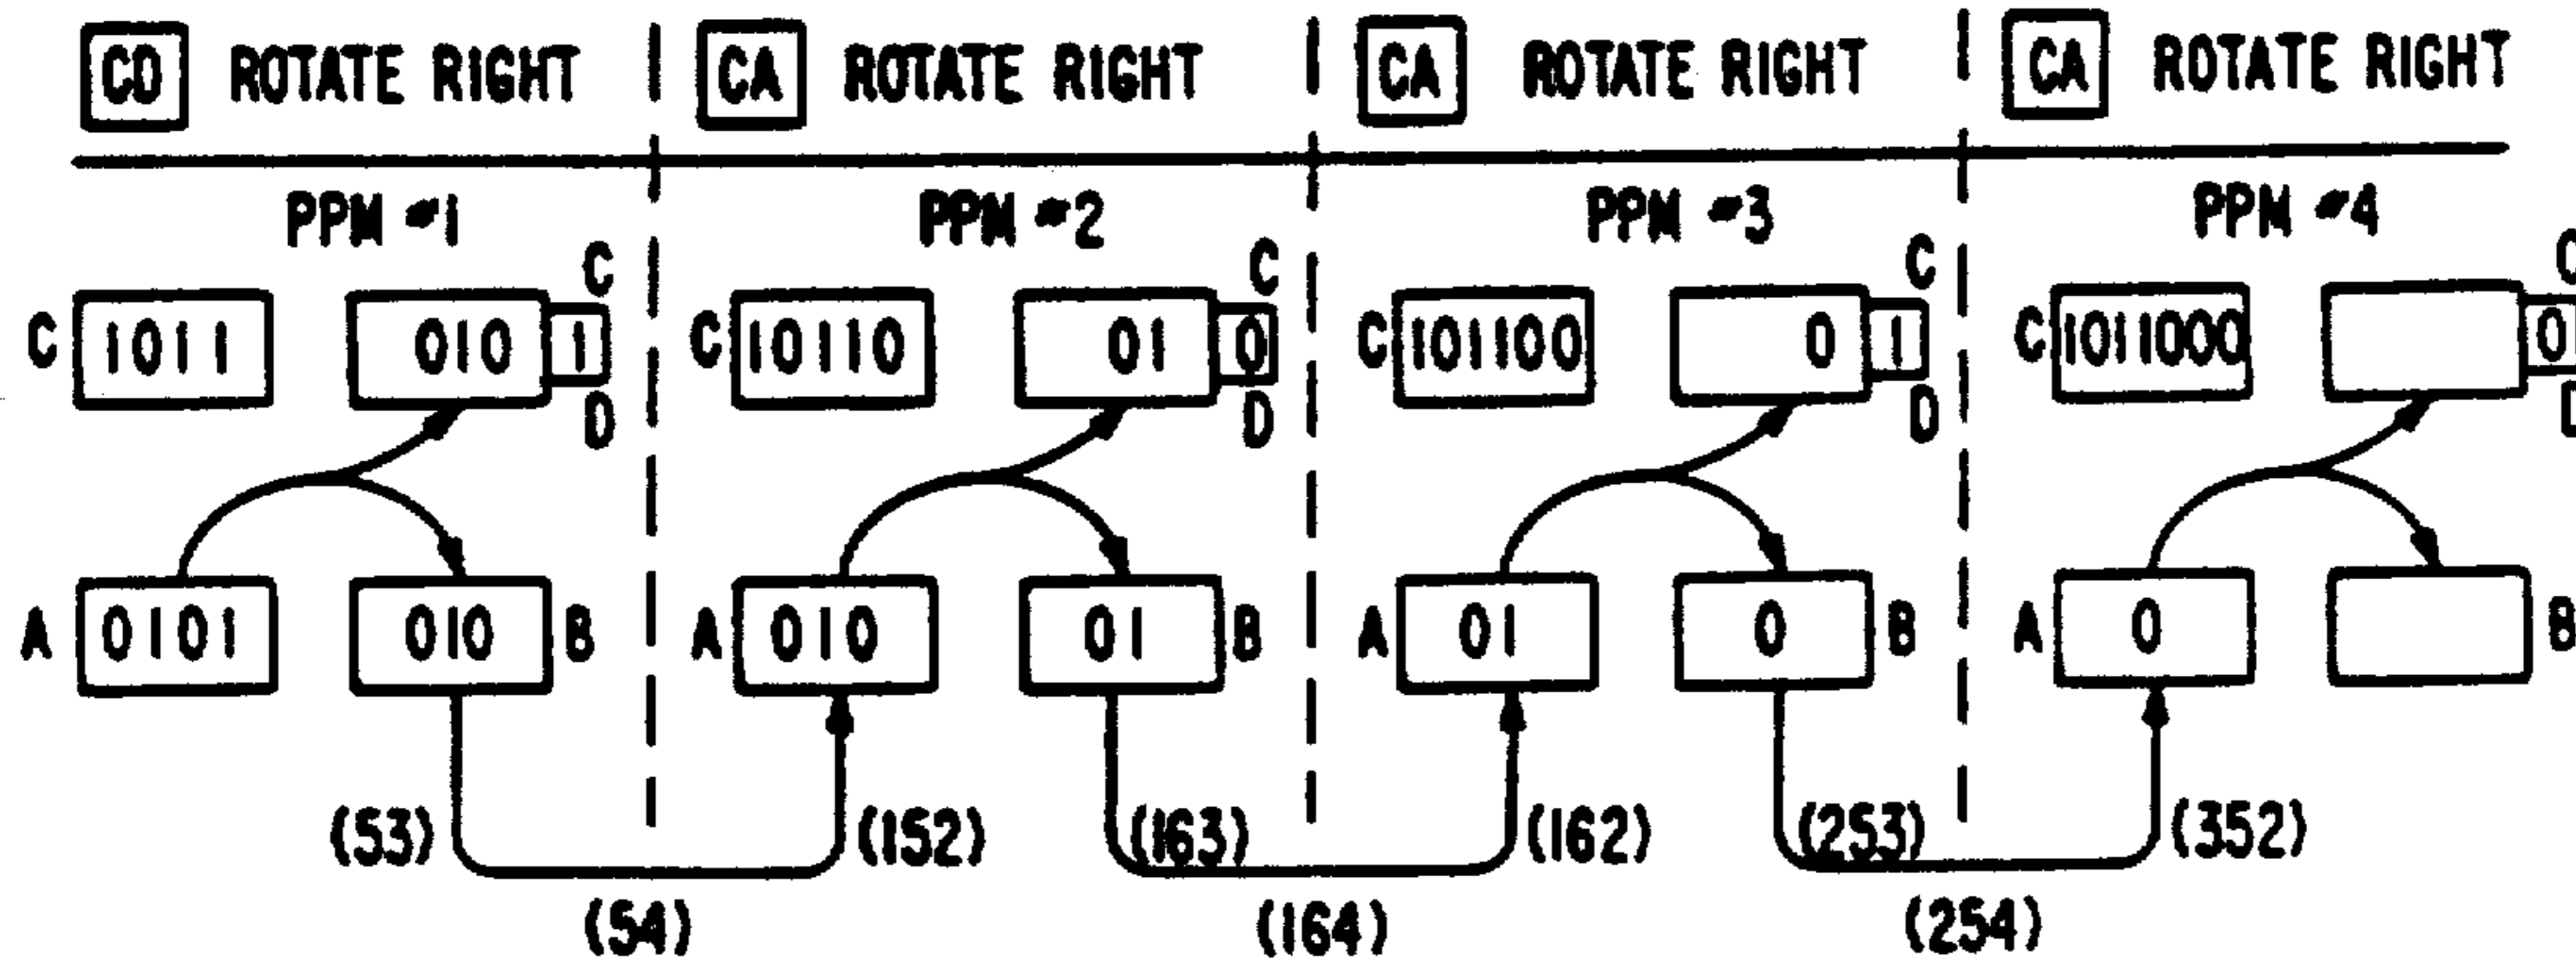 CD ROTATE RIGHT CA ROTATE RIGHT CA ROTATE RIGHT CA ROTATE RIGHT
PPM #1 PPM #2 PPM #3 PPM #4
C C C C
C 1011 010 1 C 10110 01 0 C 101100 0 1 C 1011000 0
D D D D
A 0101 010 B A 010 01 B A 01 0 B A 0 B
(53) (152) (163) (162) (253) (352)
(54) (164) (254)